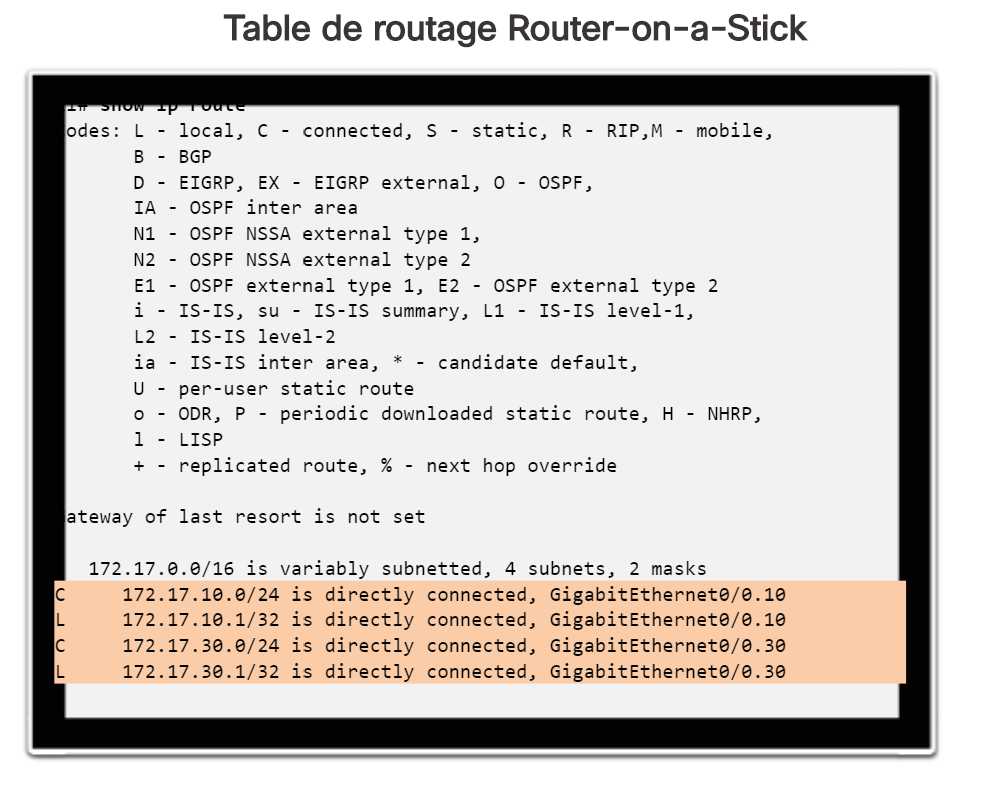 Table de routage Router-on-a-Stick
1# show ip route
odes: L - local, C - connected, S - static, R - RIP,M - mobile,
B - BGP
D - EIGRP, EX - EIGRP external, O - OSPF,
IA - OSPF inter area
N1 - OSPF NSSA external type 1,
N2 - OSPF NSSA external type 2
E1 - OSPF external type 1, E2 - OSPF external type 2
i - IS-IS, su - IS-IS summary, L1 - IS-IS level-1,
L2 - IS-IS level-2
ia - IS-IS inter area, * - candidate default,
U - per-user static route
o - ODR, P - periodic downloaded static route, H - NHRP,
l - LISP
+ - replicated route, % - next hop override
ateway of last resort is not set
172.17.0.0/16 is variably subnetted, 4 subnets, 2 masks
C 172.17.10.0/24 is directly connected, GigabitEthernet0/0.10
L 172.17.10.1/32 is directly connected, GigabitEthernet0/0.10
C 172.17.30.0/24 is directly connected, GigabitEthernet0/0.30
L 172.17.30.1/32 is directly connected, GigabitEthernet0/0.30